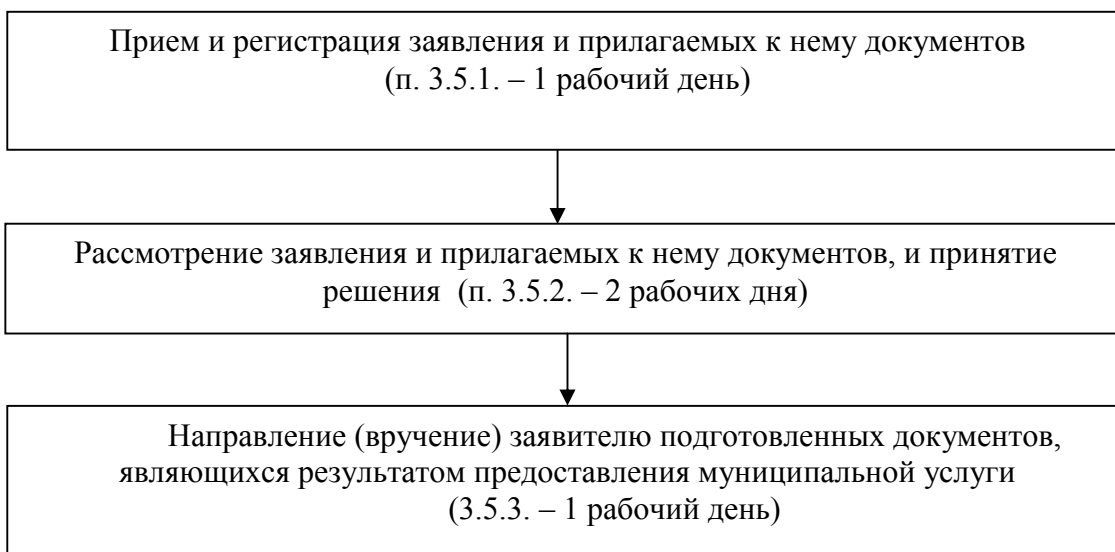 Прием и регистрация заявления и прилагаемых к нему документов
(п. 3.5.1. – 1 рабочий день)
Рассмотрение заявления и прилагаемых к нему документов, и принятие
решения (п. 3.5.2. – 2 рабочих дня)
Направление (вручение) заявителю подготовленных документов,
являющихся результатом предоставления муниципальной услуги
(3.5.3. – 1 рабочий день)